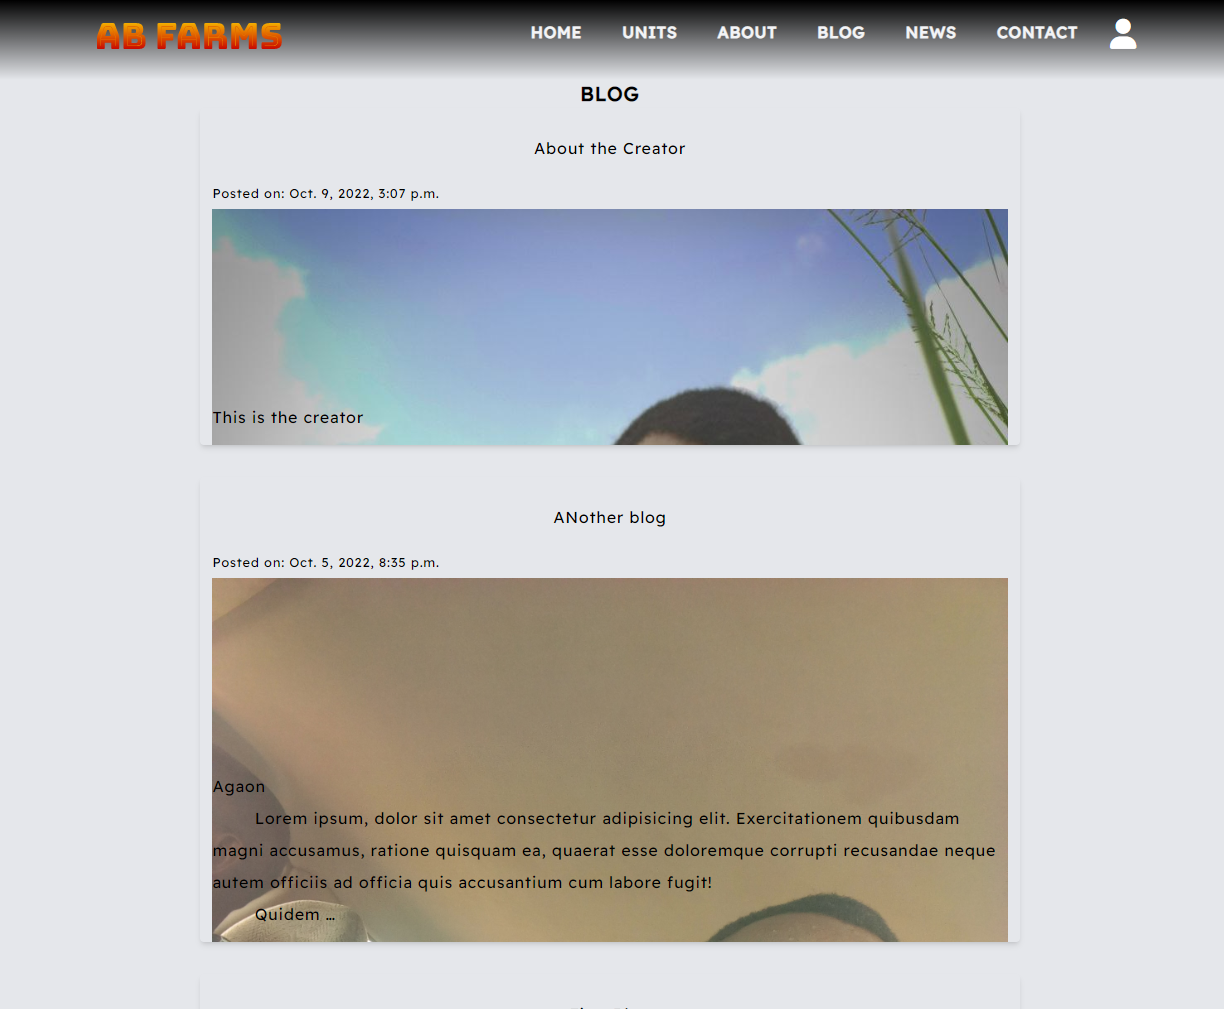 AB FARMS
HOME UNITS ABOUT BLOG NEWS CONTACT
BLOG
About the Creator
Posted on: Oct. 9, 2022, 3:07 p.m.
This is the creator
ANother blog
Posted on: Oct. 5, 2022, 8:35 p.m.
Agaon
Lorem ipsum, dolor sit amet consectetur adipisicing elit. Exercitationem quibusdam
magni accusamus, ratione quisquam ea, quaerat esse doloremque corrupti recusandae neque
autem officiis ad officia quis accusantium cum labore fugit!
Quidem …